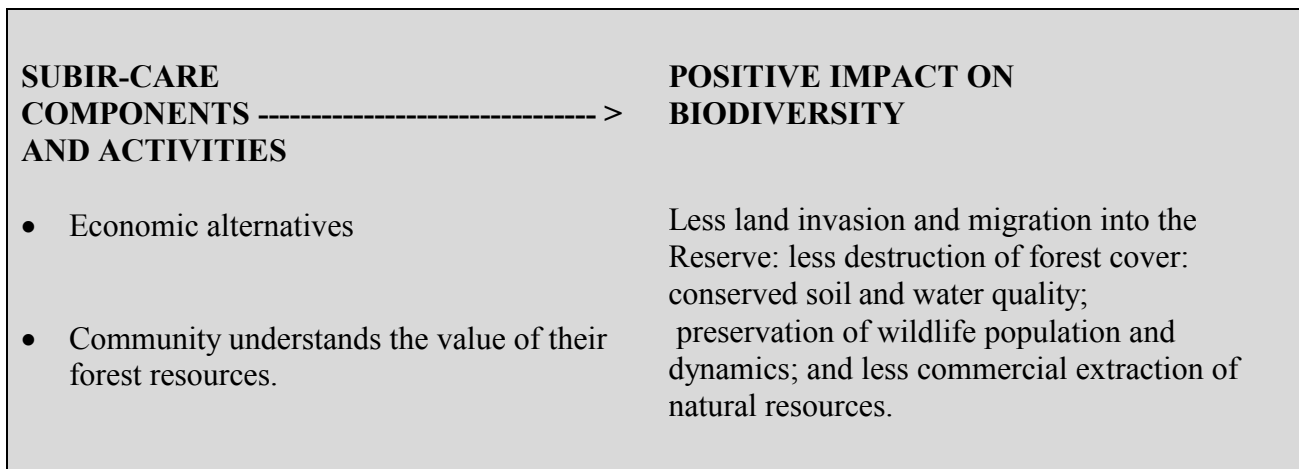 SUBIR-CARE
COMPONENTS -------------------------------- >
AND ACTIVITIES
• Economic alternatives
• Community understands the value of their
forest resources.
POSITIVE IMPACT ON
BIODIVERSITY
Less land invasion and migration into the
Reserve: less destruction of forest cover:
conserved soil and water quality;
preservation of wildlife population and
dynamics; and less commercial extraction of
natural resources.